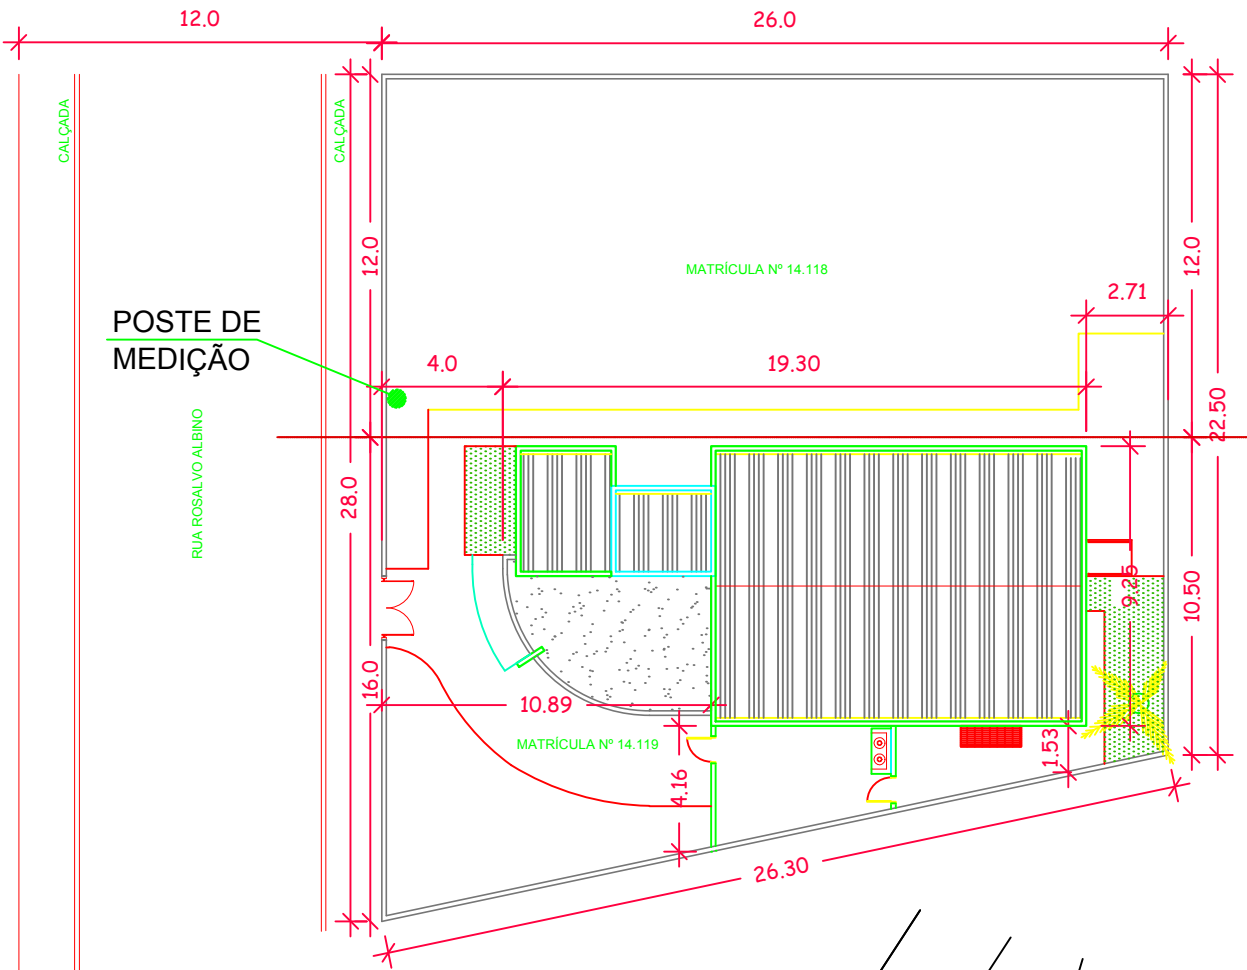 12.0
26.0
CALÇADA
CALÇADA
12.0
12.0
MATRÍCULA Nº 14.118
2.71
POSTE DE
MEDIÇÃO
4.0
19.30
22.50
RUA ROSALVO ALBINO
28.0
9.25
10.50
16.0
10.89
MATRÍCULA Nº 14.119
1.53
4.16
26.30